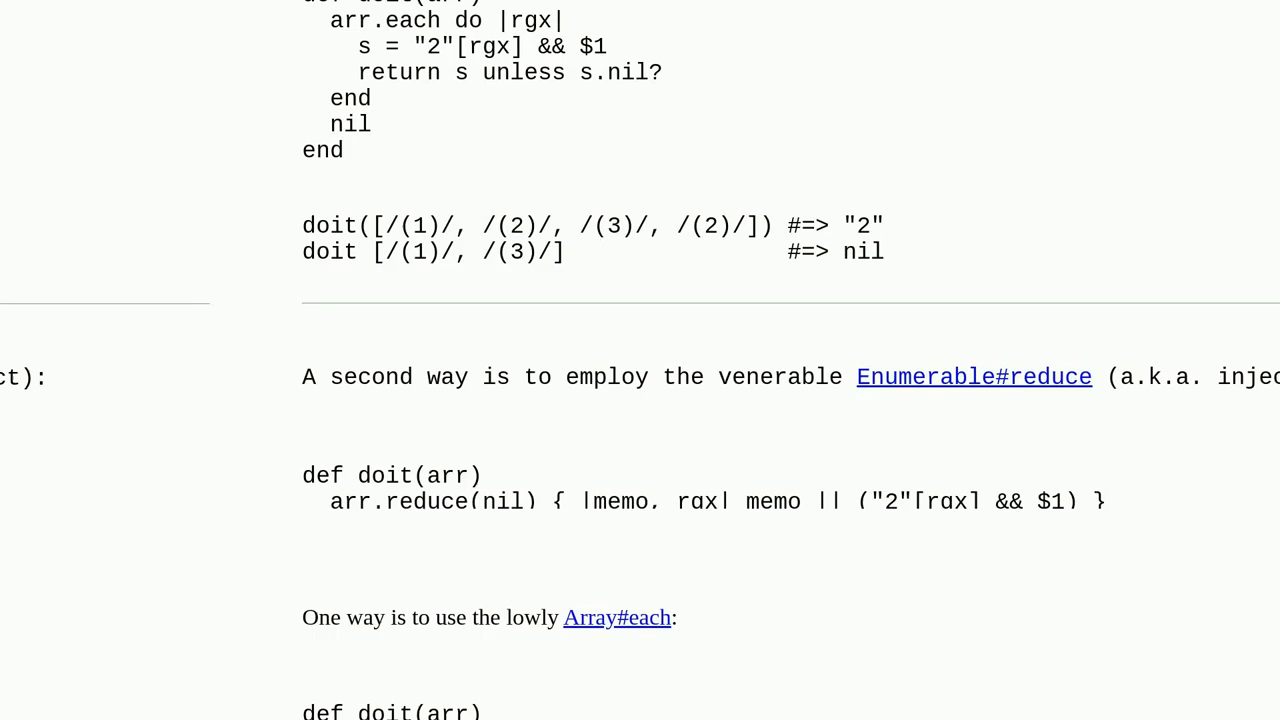 def doit(arr)
arr.each do |rgx|
s = "2"[rgx] && $1
return s unless s.nil?
end
nil
end
doit([/(1)/, /(2)/, /(3)/, /(2)/]) #=> "2"
doit [/(1)/, /(3)/] #=> nil
ct):
A second way is to employ the venerable Enumerable#reduce (a.k.a. injec
def doit(arr)
arr.reduce(nil) { |memo, rgx| memo || ("2"[rgx] && $1) }
One way is to use the lowly Array#each:
def doit(arr)